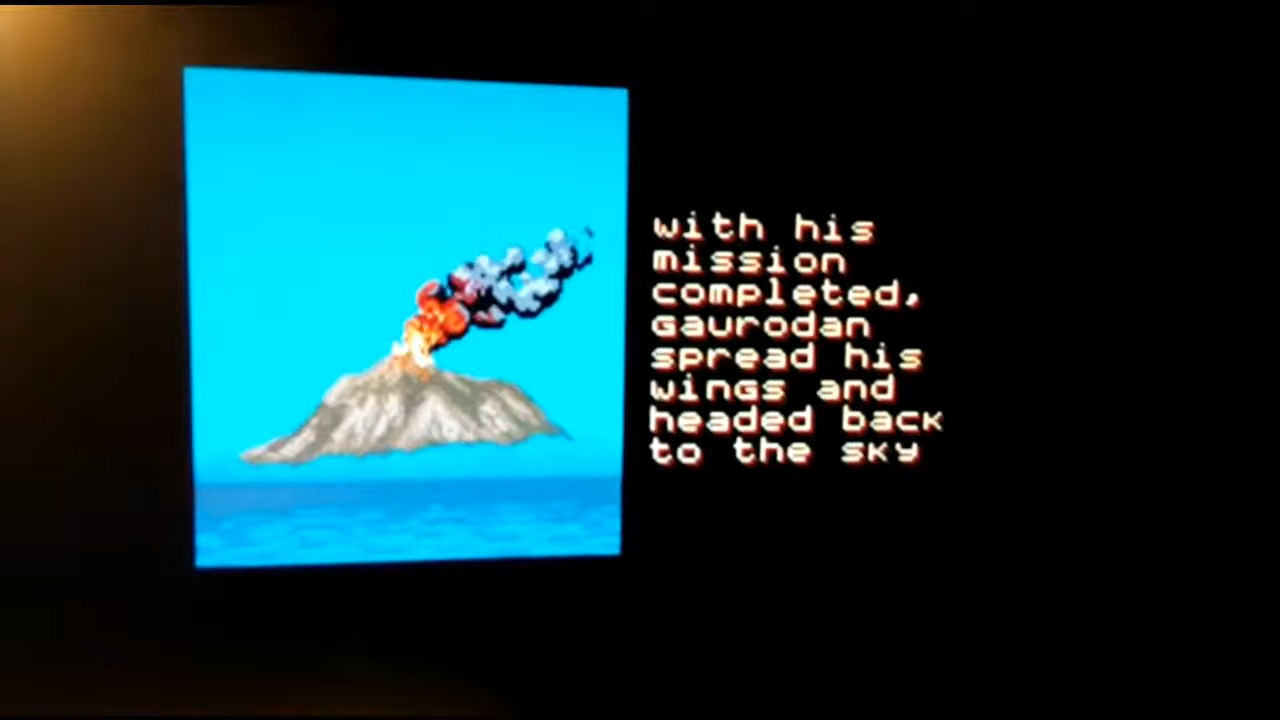 with his
mission
completed,
Gaurodan
spread his
wings and
headed back
to the sky